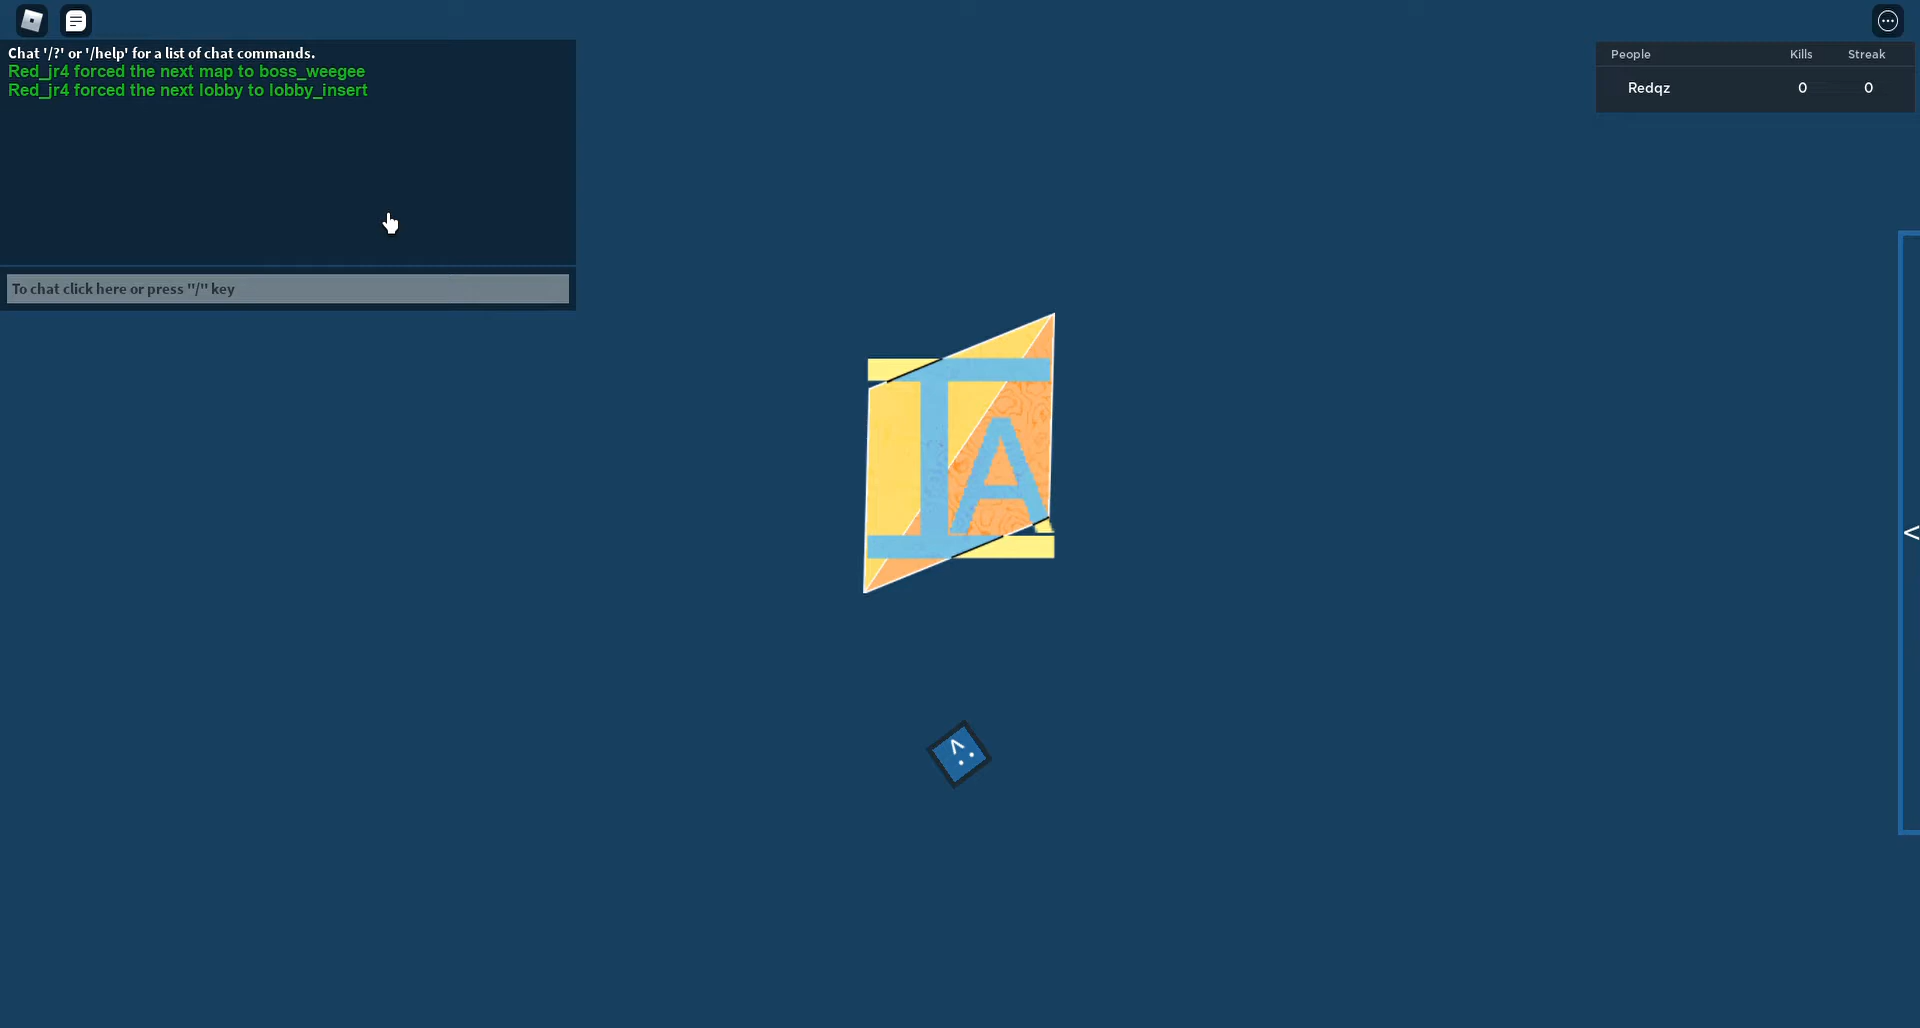 Chat '/?' or '/help' for a list of chat commands.
Red_jr4 forced the next map to boss_weegee
Red_jr4 forced the next lobby to lobby_insert
To chat click here or press "/" key
People Kills Streak
Redqz 0 0
IA
<